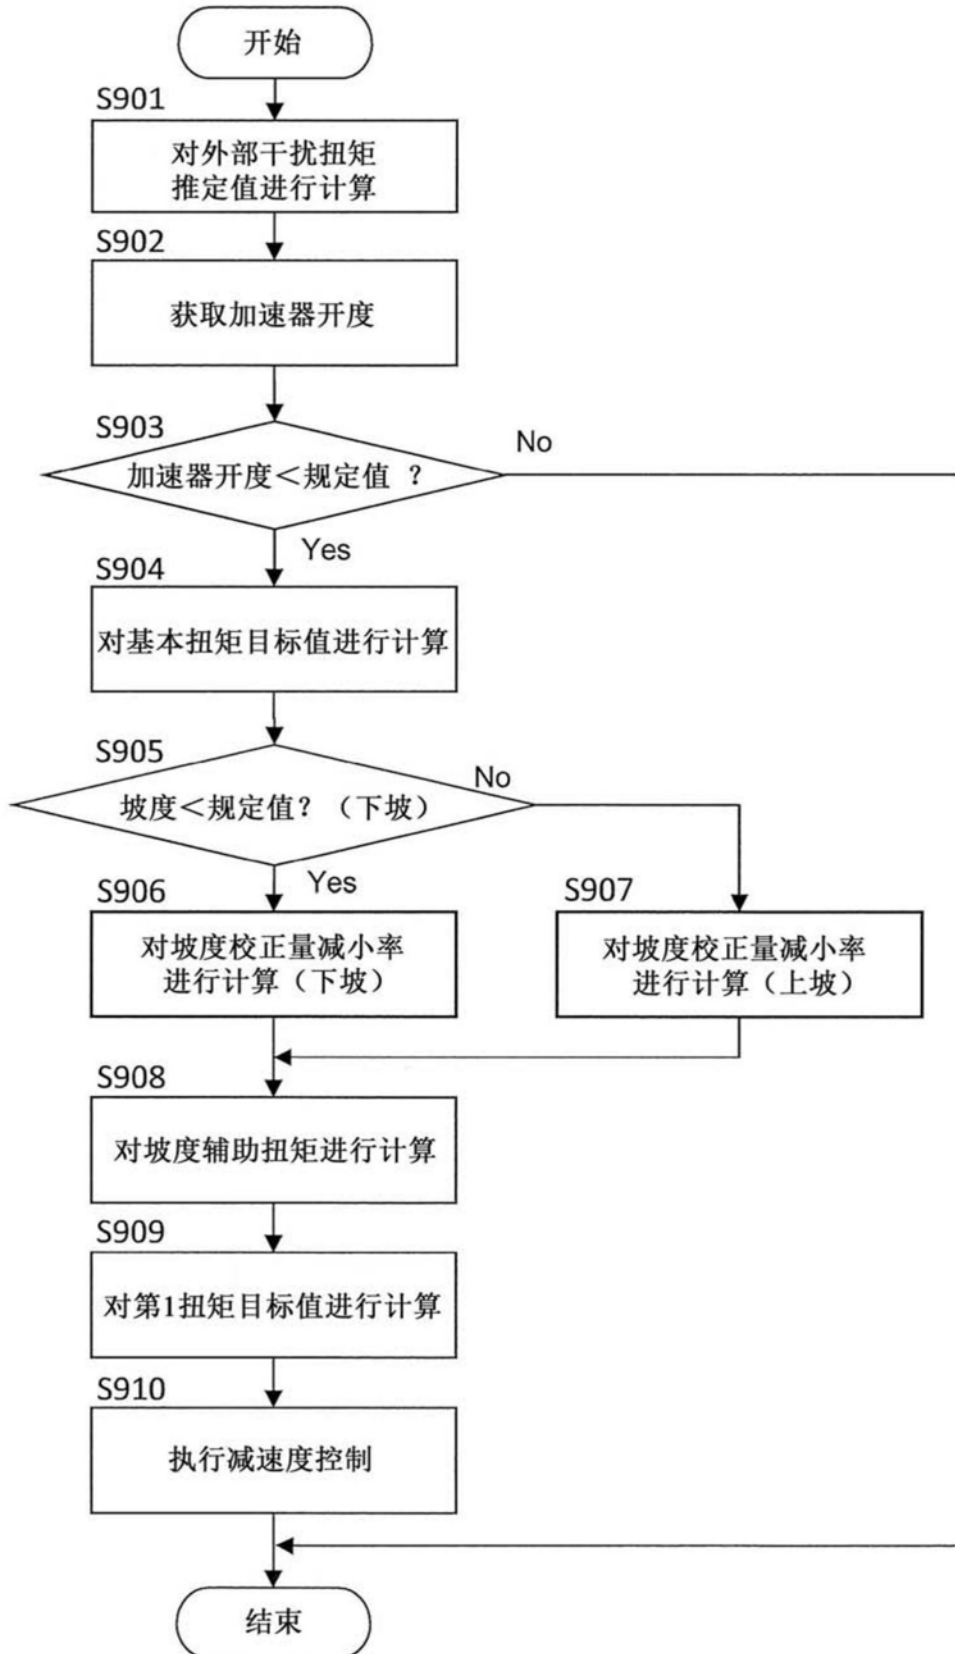 开始
S901
对外部干扰扭矩
推定值进行计算
S902
获取加速器开度
S903
No
加速器开度＜规定值 ？
Yes
S904
对基本扭矩目标值进行计算
S905
No
坡度＜规定值？（下坡）
Yes
S906
S907
对坡度校正量减小率
进行计算（下坡）
对坡度校正量减小率
进行计算（上坡）
S908
对坡度辅助扭矩进行计算
S909
对第1扭矩目标值进行计算
S910
执行减速度控制
结束